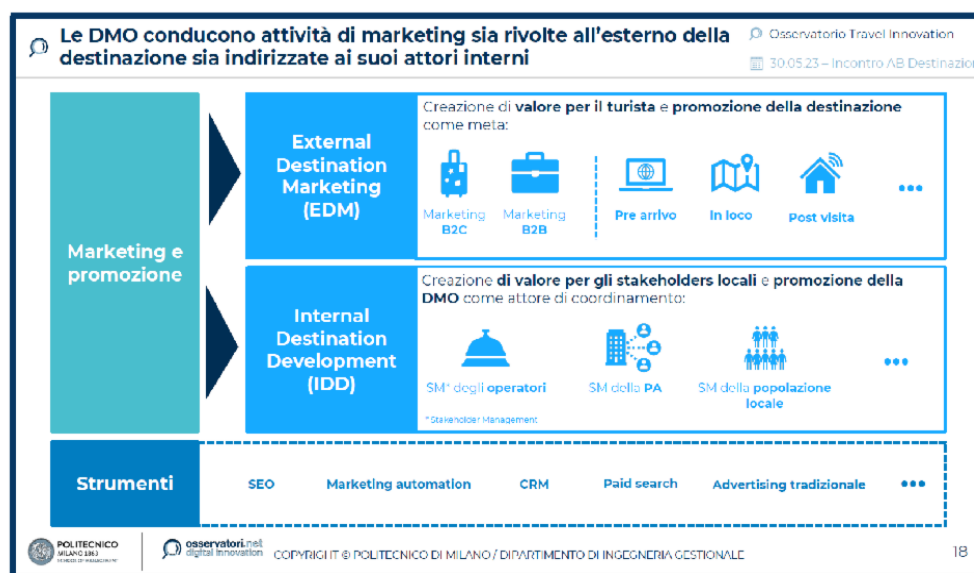 Le DMO conducono attività di marketing sia rivolte all'esterno della
destinazione sia indirizzate ai suoi attori interni
Osservatorio Travel Innovation
30.05.23 – Incontro AB Destinazion
Marketing e
promozione
External
Destination
Marketing
(EDM)
Creazione di valore per il turista e promozione della destinazione
come meta:
Marketing
B2C
Marketing
B2B
Pre arrivo
In loco
Post visita
...
Internal
Destination
Development
(IDD)
Creazione di valore per gli stakeholders locali e promozione della
DMO come attore di coordinamento:
SM* degli operatori
SM della PA
SM della popolazione
locale
...
*Stakeholder Management
Strumenti
SEO
Marketing automation
CRM
Paid search
Advertising tradizionale
...
POLITECNICO
MILANO 1863
osservatori.net
digital innovation
COPYRIGHT © POLITECNICO DI MILANO / DIPARTIMENTO DI INGEGNERIA GESTIONALE
18